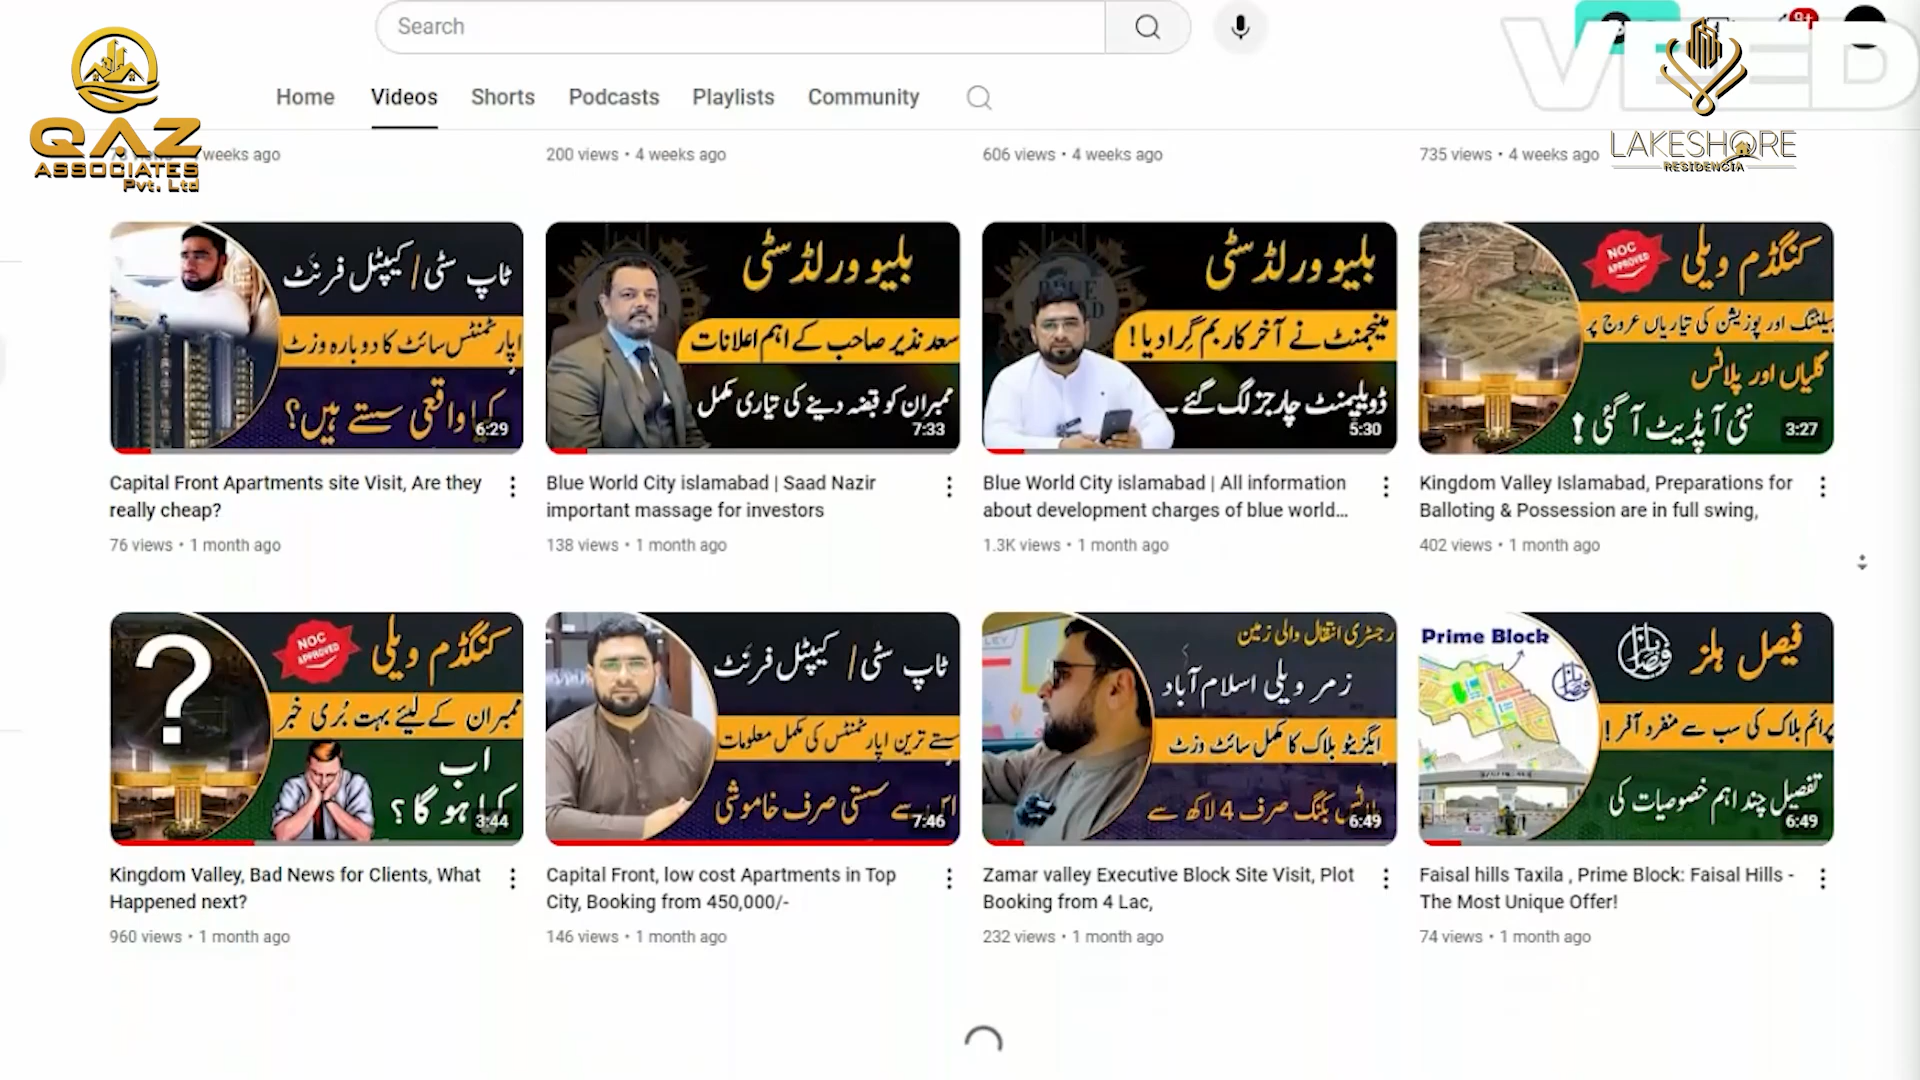 Search
9+
VEED
QAZ
ASSOCIATES
Pvt. Ltd
LAKESHORE
RESIDENCIA
Home
Videos
Shorts
Podcasts
Playlists
Community
weeks ago
200 views • 4 weeks ago
606 views • 4 weeks ago
735 views • 4 weeks ago
ٹاپ سٹی / کیپٹل فرنٹ
اپارٹمنٹس سائٹ کا دوبارہ وزٹ
کیا واقعی سستے ہیں؟
6:29
بلیو ورلڈ سٹی
سعد نذیر صاحب کے اہم اعلانات
ممبران کو قبضہ دینے کی تیاری مکمل
7:33
بلیو ورلڈ سٹی
مینجمنٹ نے آخر کار بم گرا دیا!
ڈویلپمنٹ چارجز لگ گئے
5:30
NOC
APPROVED
کنگڈم ویلی
بیلٹنگ اور پوزیشن کی تیاریاں عروج پر
گلیاں اور پلاٹس
نئی آپڈیٹ آ گئی!
3:27
Capital Front Apartments site Visit, Are they
really cheap?
76 views • 1 month ago
Blue World City islamabad | Saad Nazir
important massage for investors
138 views • 1 month ago
Blue World City islamabad | All information
about development charges of blue world...
1.3K views • 1 month ago
Kingdom Valley Islamabad, Preparations for
Balloting & Possession are in full swing,
402 views • 1 month ago
?
NOC
APPROVED
کنگڈم ویلی
ممبران کے لیئے بہت بُری خبر
اب
کیا ہو گا؟
3:44
ٹاپ سٹی / کیپٹل فرنٹ
سستے ترین اپارٹمنٹس کی مکمل معلومات
اس سے سستی صرف خاموشی
7:46
رجسٹری انتقال والی زمین
زمر ویلی اسلام آباد
ایگزیٹو بلاک کا مکمل سائٹ وزٹ
پلاٹس بکنگ صرف 4 لاکھ سے
6:49
Prime Block
فیصل ہلز
پرائم بلاک کی سب سے منفرد آفر!
تفصیل چند اہم خصوصیات کی
6:49
Kingdom Valley, Bad News for Clients, What
Happened next?
960 views • 1 month ago
Capital Front, low cost Apartments in Top
City, Booking from 450,000/-
146 views • 1 month ago
Zamar valley Executive Block Site Visit, Plot
Booking from 4 Lac,
232 views • 1 month ago
Faisal hills Taxila , Prime Block: Faisal Hills -
The Most Unique Offer!
74 views • 1 month ago